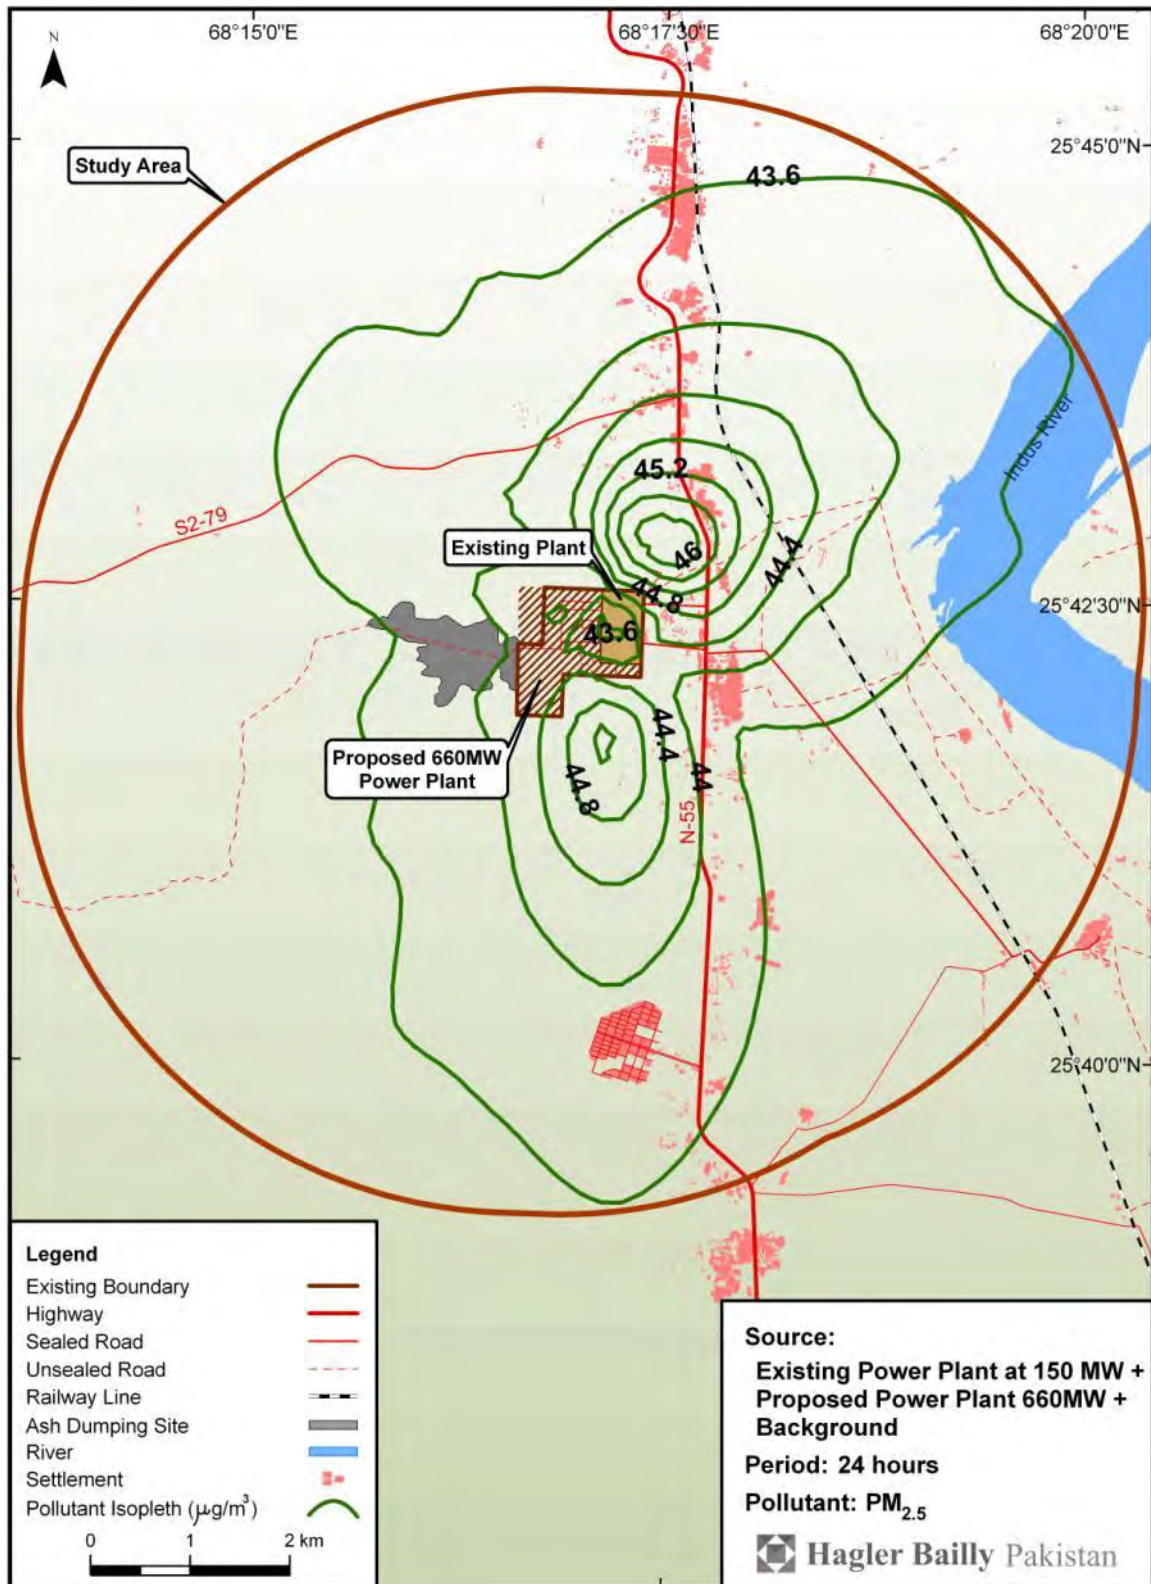 N
68°15'0"E
68°17'30"E
68°20'0"E
25°45'0"N
Study Area
43.6
Indus River
45.2
S2-79
Existing Plant
46
44.4
44.8
25°42'30"N
43.6
Proposed 660MW
Power Plant
44.4
44
44.8
N-55
25°40'0"N
Legend
Existing Boundary
Highway
Sealed Road
Unsealed Road
Railway Line
Ash Dumping Site
River
Settlement
Pollutant Isopleth (μg/m³)
0 1 2 km
Source:
Existing Power Plant at 150 MW +
Proposed Power Plant 660MW +
Background
Period: 24 hours
Pollutant: PM₂.₅
Hagler Bailly Pakistan